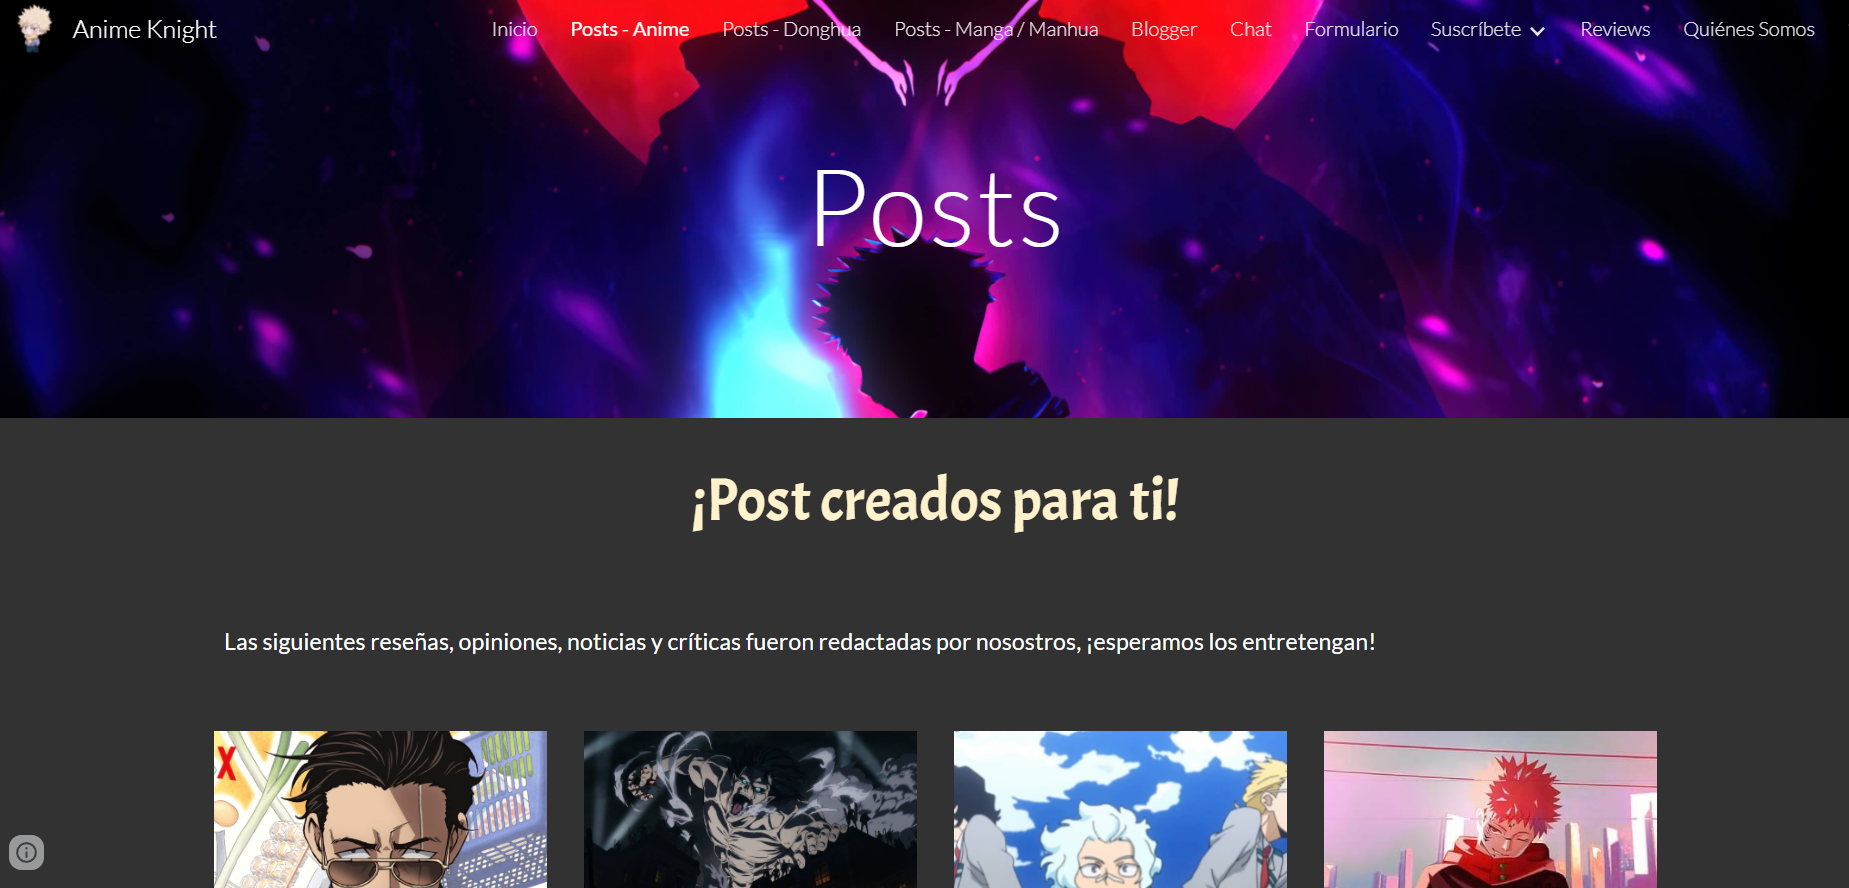 Anime Knight
Inicio Posts - Anime Posts - Donghua Posts - Manga / Manhua Blogger Chat Formulario Suscríbete Reviews Quiénes Somos
Posts
¡Post creados para ti!
Las siguientes reseñas, opiniones, noticias y críticas fueron redactadas por nosostros, ¡esperamos los entretengan!
X